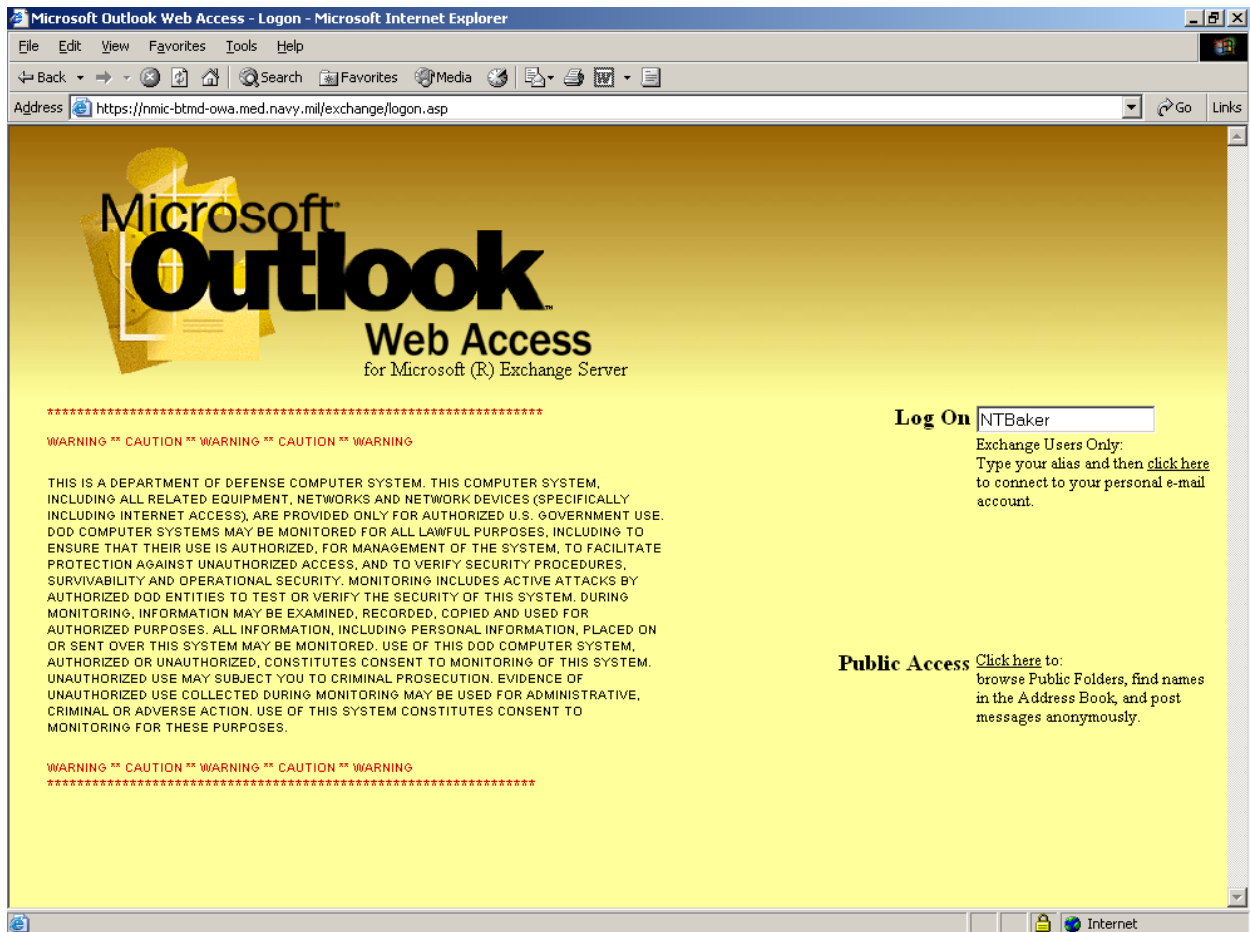 Microsoft Outlook Web Access - Logon - Microsoft Internet Explorer
File Edit View Favorites Tools Help
Back Search Favorites Media
Address https://nmic-btmd-owa.med.navy.mil/exchange/logon.asp Go Links
Microsoft
Outlook
Web Access
for Microsoft (R) Exchange Server
******************************************************************
WARNING ** CAUTION ** WARNING ** CAUTION ** WARNING
THIS IS A DEPARTMENT OF DEFENSE COMPUTER SYSTEM. THIS COMPUTER SYSTEM,
INCLUDING ALL RELATED EQUIPMENT, NETWORKS AND NETWORK DEVICES (SPECIFICALLY
INCLUDING INTERNET ACCESS), ARE PROVIDED ONLY FOR AUTHORIZED U.S. GOVERNMENT USE.
DOD COMPUTER SYSTEMS MAY BE MONITORED FOR ALL LAWFUL PURPOSES, INCLUDING TO
ENSURE THAT THEIR USE IS AUTHORIZED, FOR MANAGEMENT OF THE SYSTEM, TO FACILITATE
PROTECTION AGAINST UNAUTHORIZED ACCESS, AND TO VERIFY SECURITY PROCEDURES,
SURVIVABILITY AND OPERATIONAL SECURITY. MONITORING INCLUDES ACTIVE ATTACKS BY
AUTHORIZED DOD ENTITIES TO TEST OR VERIFY THE SECURITY OF THIS SYSTEM. DURING
MONITORING, INFORMATION MAY BE EXAMINED, RECORDED, COPIED AND USED FOR
AUTHORIZED PURPOSES. ALL INFORMATION, INCLUDING PERSONAL INFORMATION, PLACED ON
OR SENT OVER THIS SYSTEM MAY BE MONITORED. USE OF THIS DOD COMPUTER SYSTEM,
AUTHORIZED OR UNAUTHORIZED, CONSTITUTES CONSENT TO MONITORING OF THIS SYSTEM.
UNAUTHORIZED USE MAY SUBJECT YOU TO CRIMINAL PROSECUTION. EVIDENCE OF
UNAUTHORIZED USE COLLECTED DURING MONITORING MAY BE USED FOR ADMINISTRATIVE,
CRIMINAL OR ADVERSE ACTION. USE OF THIS SYSTEM CONSTITUTES CONSENT TO
MONITORING FOR THESE PURPOSES.
WARNING ** CAUTION ** WARNING ** CAUTION ** WARNING
*****************************************************************
Log On NTBaker
Exchange Users Only:
Type your alias and then click here
to connect to your personal e-mail
account.
Public Access Click here to:
browse Public Folders, find names
in the Address Book, and post
messages anonymously.
Internet